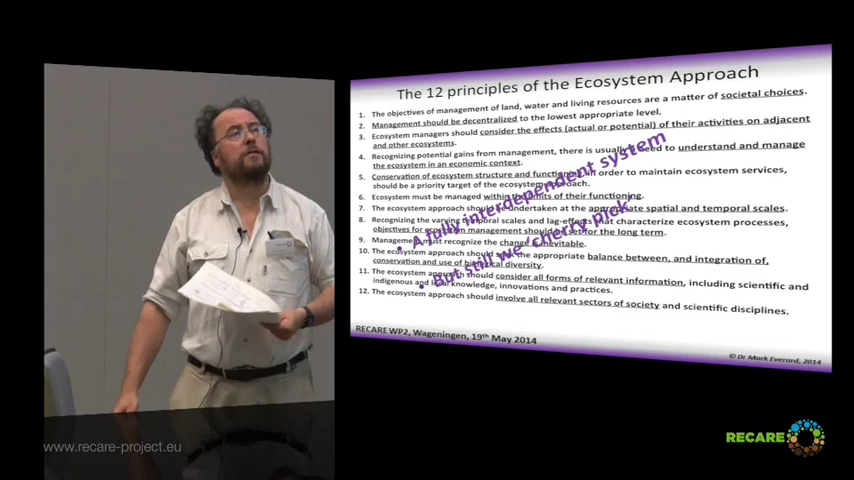 The 12 principles of the Ecosystem Approach
1. The objectives of management of land, water and living resources are a matter of societal choices.
2. Management should be decentralized to the lowest appropriate level.
3. Ecosystem managers should consider the effects (actual or potential) of their activities on adjacent
and other ecosystems.
4. Recognizing potential gains from management, there is usually need to understand and manage
the ecosystem in an economic context.
5. Conservation of ecosystem structure and functioning, in order to maintain ecosystem services,
should be a priority target of the ecosystem approach.
6. Ecosystem must be managed within the limits of their functioning.
7. The ecosystem approach should be undertaken at the appropriate spatial and temporal scales.
8. Recognizing the varying temporal scales and lag-effects that characterize ecosystem processes,
objectives for ecosystem management should be set for the long term.
9. Management must recognize the change is inevitable.
10. The ecosystem approach should seek the appropriate balance between, and integration of,
conservation and use of biological diversity.
11. The ecosystem approach should consider all forms of relevant information, including scientific and
indigenous and local knowledge, innovations and practices.
12. The ecosystem approach should involve all relevant sectors of society and scientific disciplines.
• A fully interdependent system
• But still we 'cherry pick'
RECARE WP2, Wageningen, 19th May 2014
© Dr Mark Everard, 2014
www.recare-project.eu
RECARE